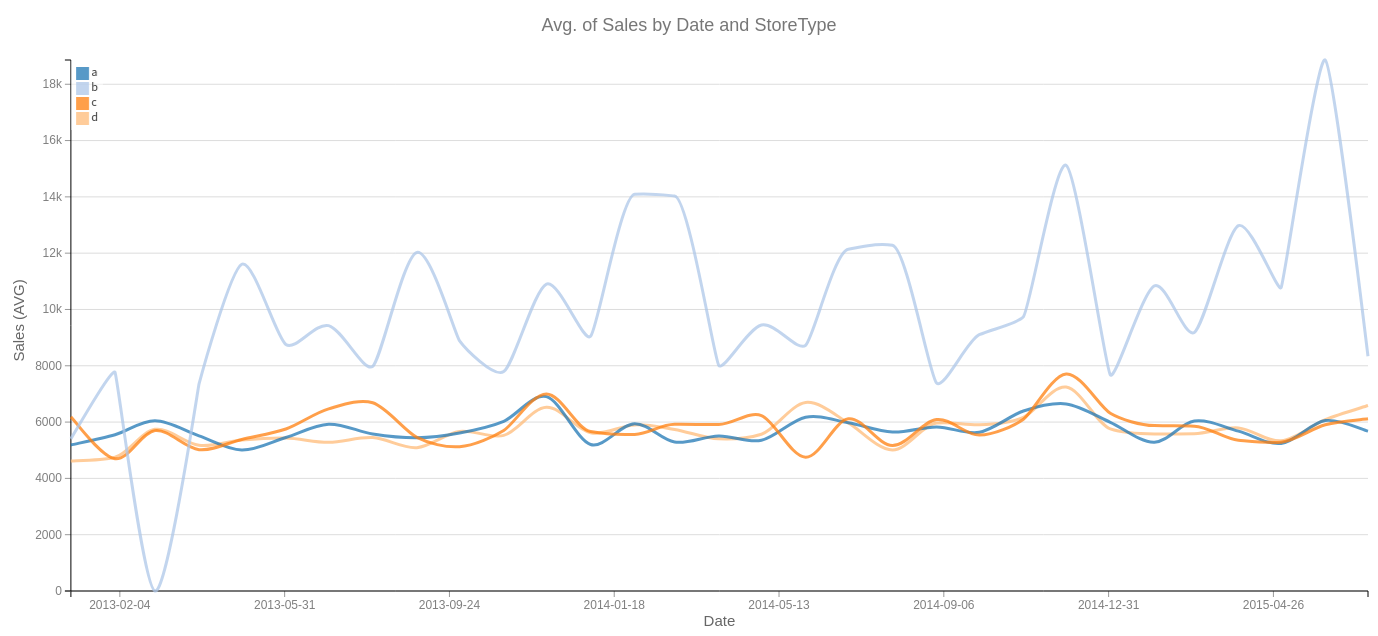 Avg. of Sales by Date and StoreType
a
b
c
d
18k
16k
14k
12k
10k
8000
6000
4000
2000
0
Sales (AVG)
2013-02-04 2013-05-31 2013-09-24 2014-01-18 2014-05-13 2014-09-06 2014-12-31 2015-04-26
Date